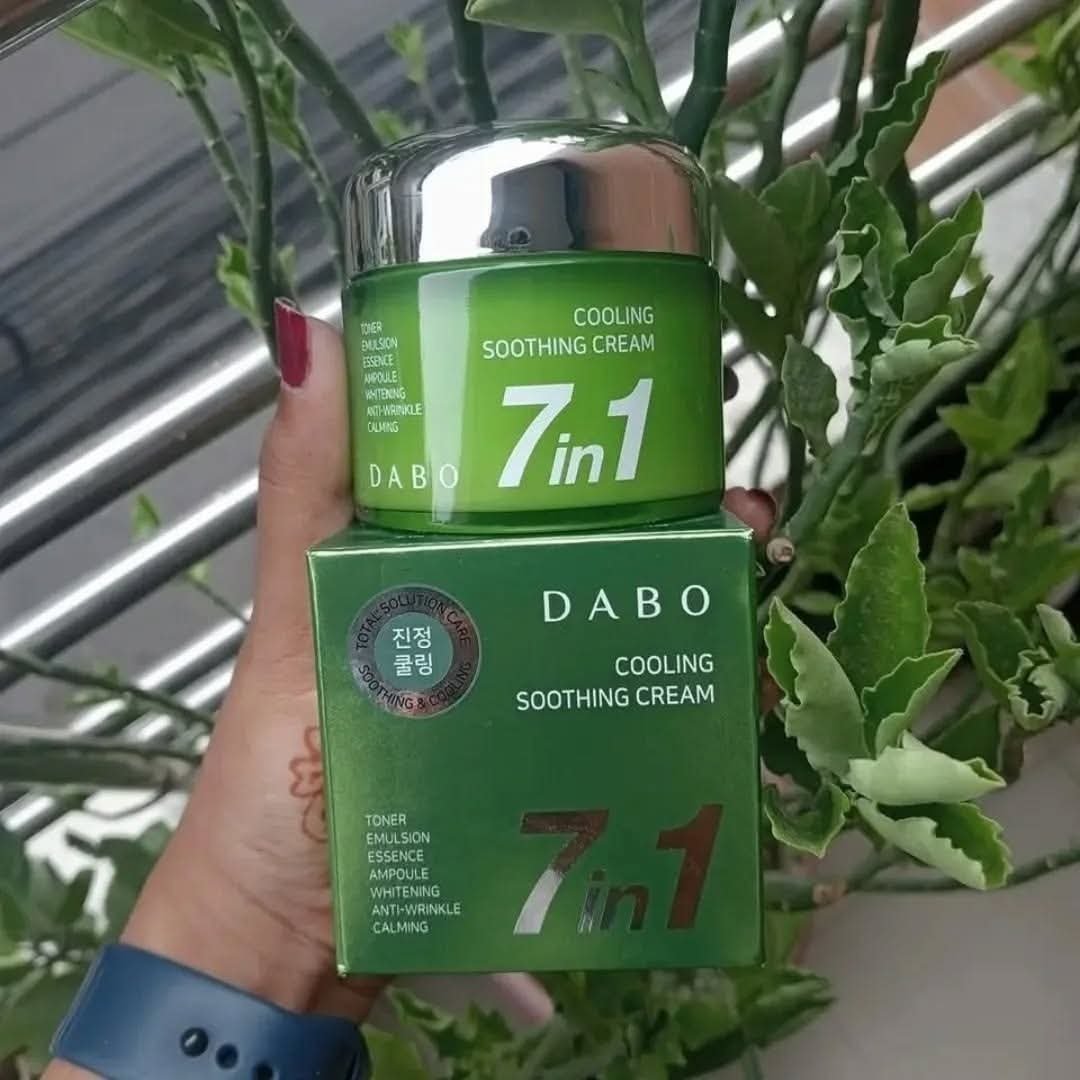 COOLING
SOOTHING CREAM
7in1
TONER
EMULSION
ESSENCE
AMPOULE
WHITENING
ANTI-WRINKLE
CALMING
DABO
DABO
COOLING
SOOTHING CREAM
TOTAL SOLUTION CARE
진정
쿨링
SOOTHING & COOLING
TONER
EMULSION
ESSENCE
AMPOULE
WHITENING
ANTI-WRINKLE
CALMING
7in1